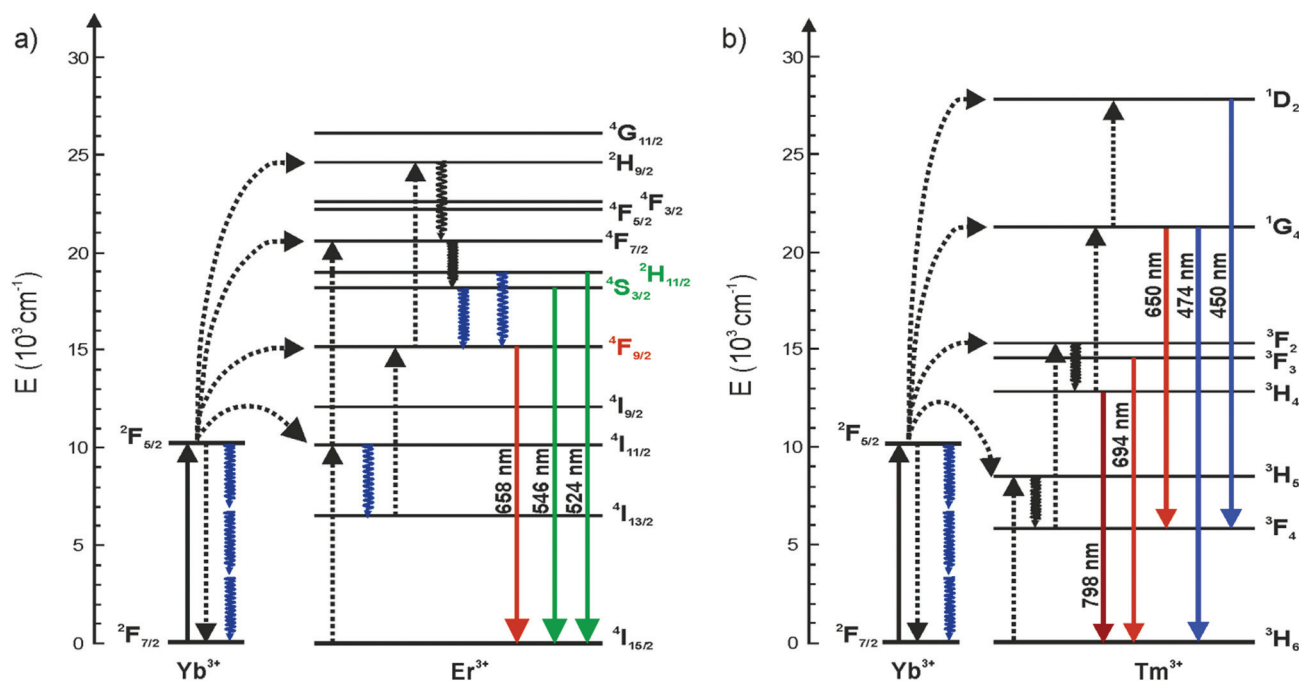 a)
E (10³ cm⁻¹)
30
25
20
15
10
5
0
²F₅/₂
²F₇/₂
Yb³⁺
⁴G₁₁/₂
²H₉/₂
⁴F₃/₂
⁴F₅/₂
⁴F₇/₂
²H₁₁/₂
⁴S₃/₂
⁴F₉/₂
⁴I₉/₂
⁴I₁₁/₂
⁴I₁₃/₂
⁴I₁₅/₂
658 nm
546 nm
524 nm
Er³⁺
b)
E (10³ cm⁻¹)
30
25
20
15
10
5
0
²F₅/₂
²F₇/₂
Yb³⁺
¹D₂
¹G₄
³F₂
³F₃
³H₄
³H₅
³F₄
³H₆
798 nm
694 nm
650 nm
474 nm
450 nm
Tm³⁺